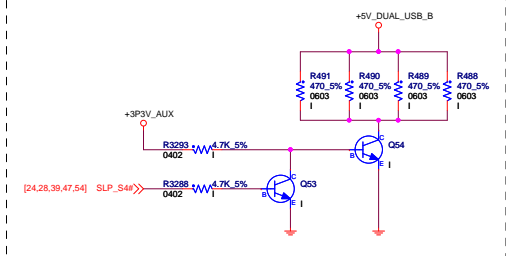 +5V_DUAL_USB_B
R491 R490 R489 R488
470_5% 470_5% 470_5% 470_5%
0603 0603 0603 0603
I I I I
+3P3V_AUX
R3293 4.7K_5%
0402 I
C
Q54
B
E
I
[24,28,39,47,54] SLP_S4#
R3288 4.7K_5%
0402 I
C
Q53
B
E
I